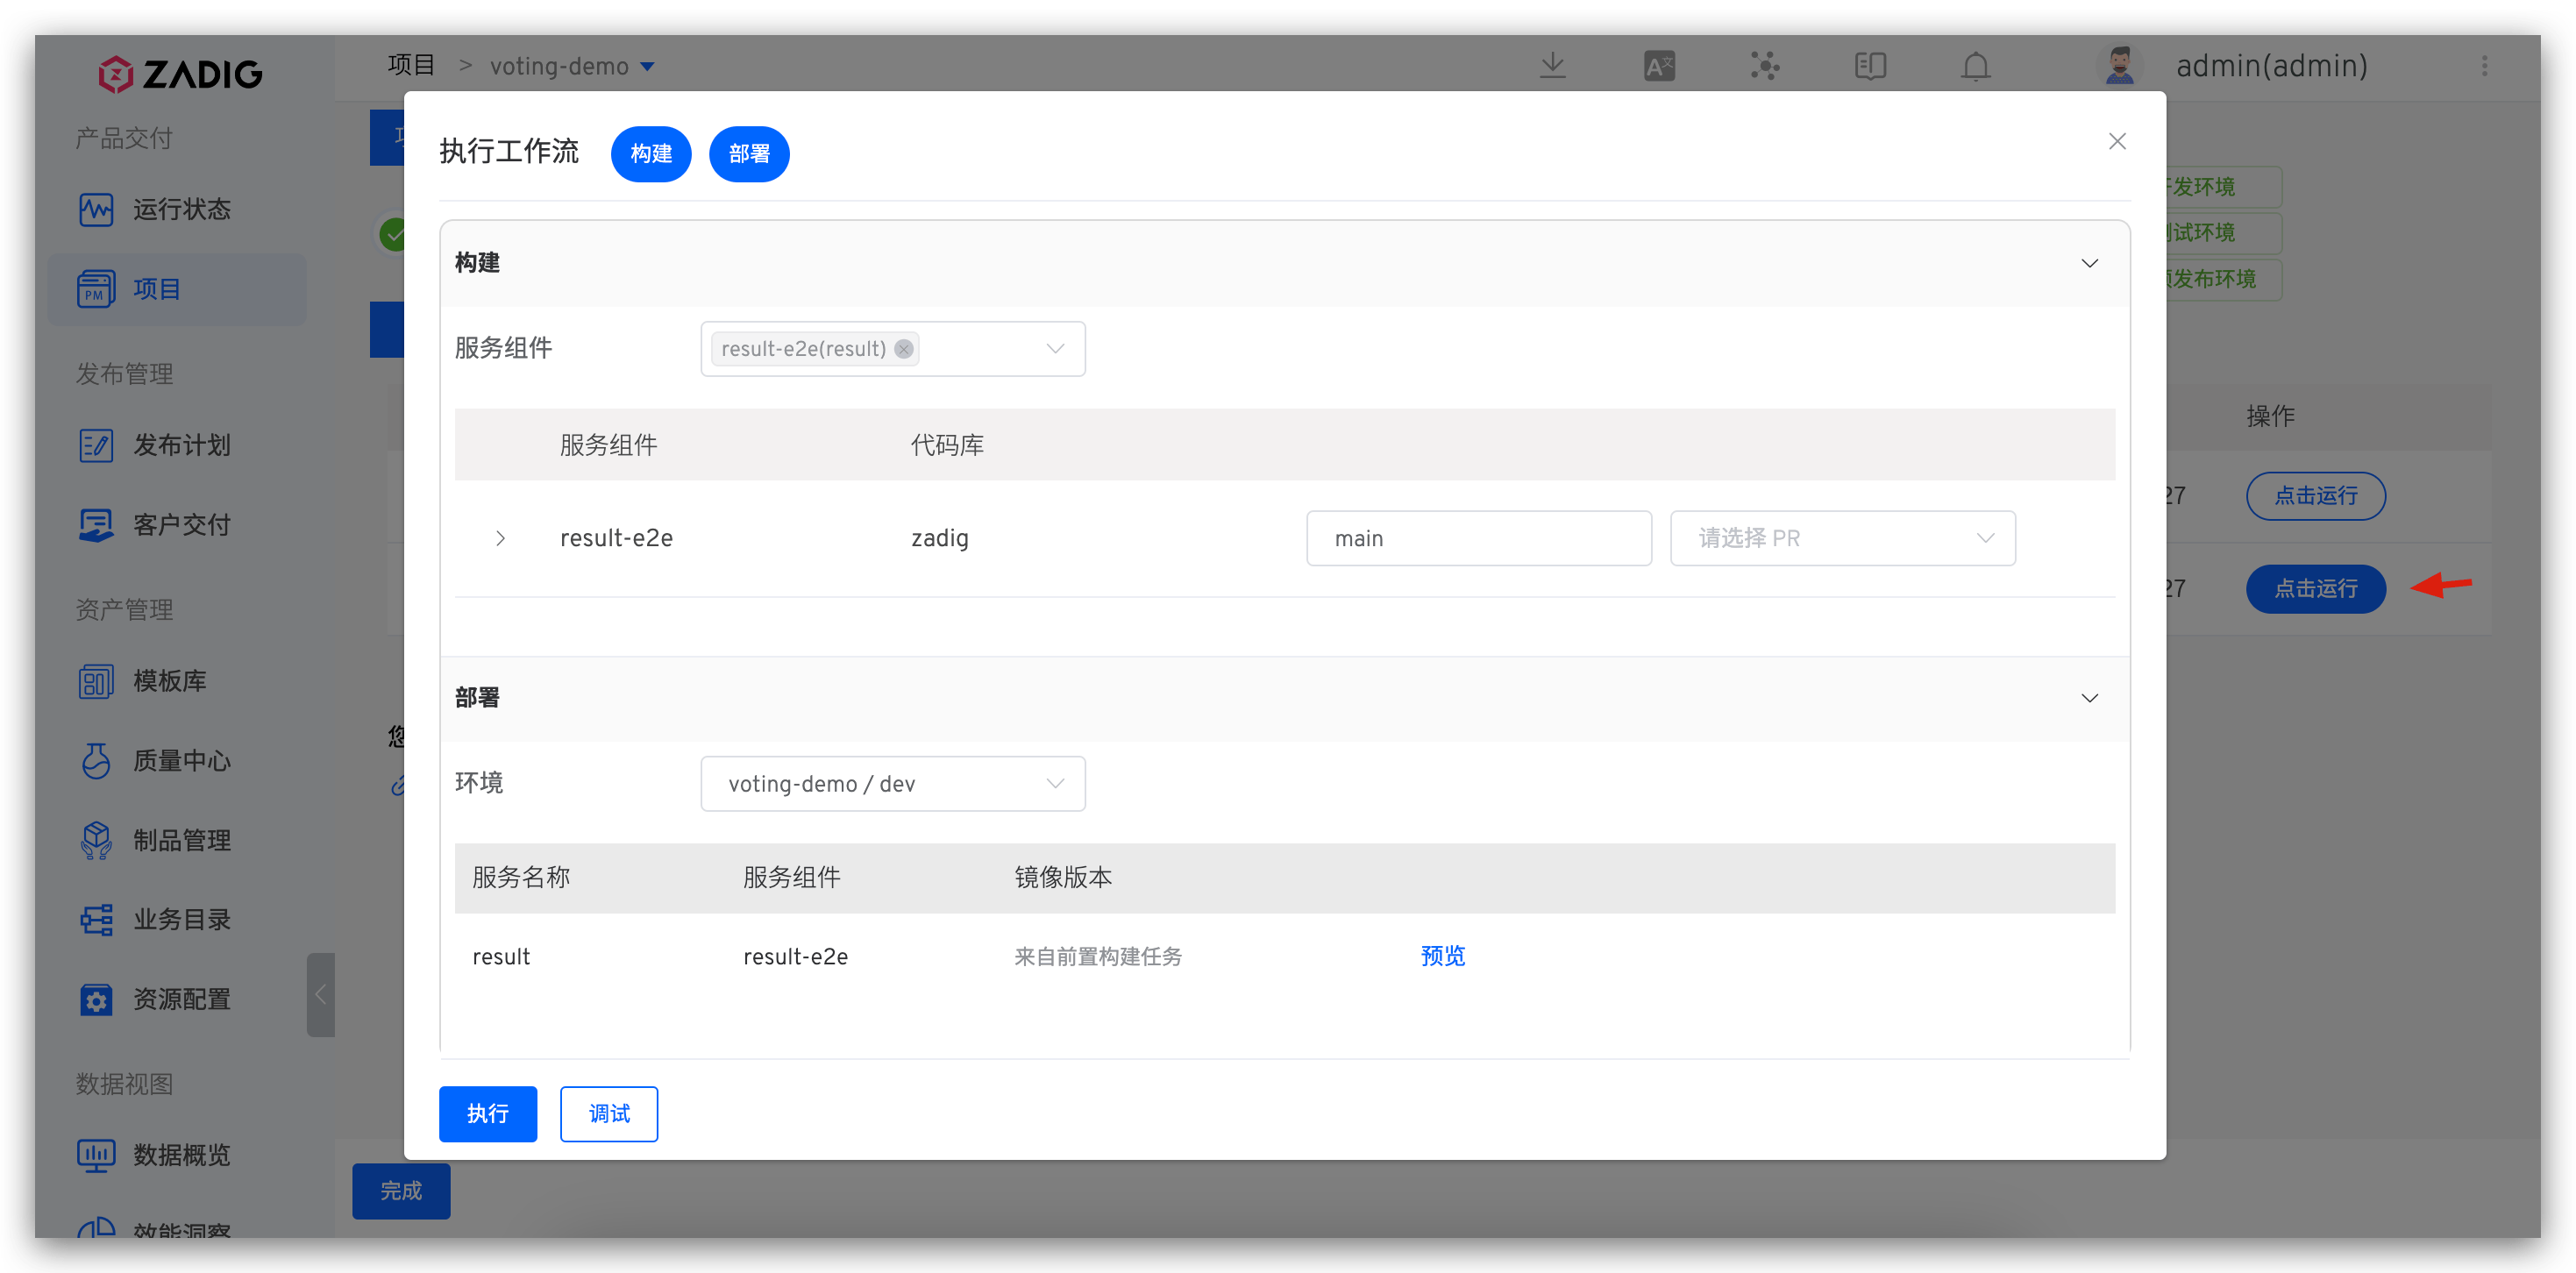 ZADIG
项目 > voting-demo
admin(admin)
产品交付
运行状态
项目
发布管理
发布计划
客户交付
资产管理
模板库
质量中心
制品管理
业务目录
资源配置
数据视图
数据概览
效能洞察
执行工作流 构建 部署
构建
服务组件 result-e2e(result)
服务组件 代码库
result-e2e zadig main 请选择 PR
部署
环境 voting-demo / dev
服务名称 服务组件 镜像版本
result result-e2e 来自前置构建任务 预览
执行 调试
发环境
试环境
发布环境
操作
27 点击运行
27 点击运行
您
完成